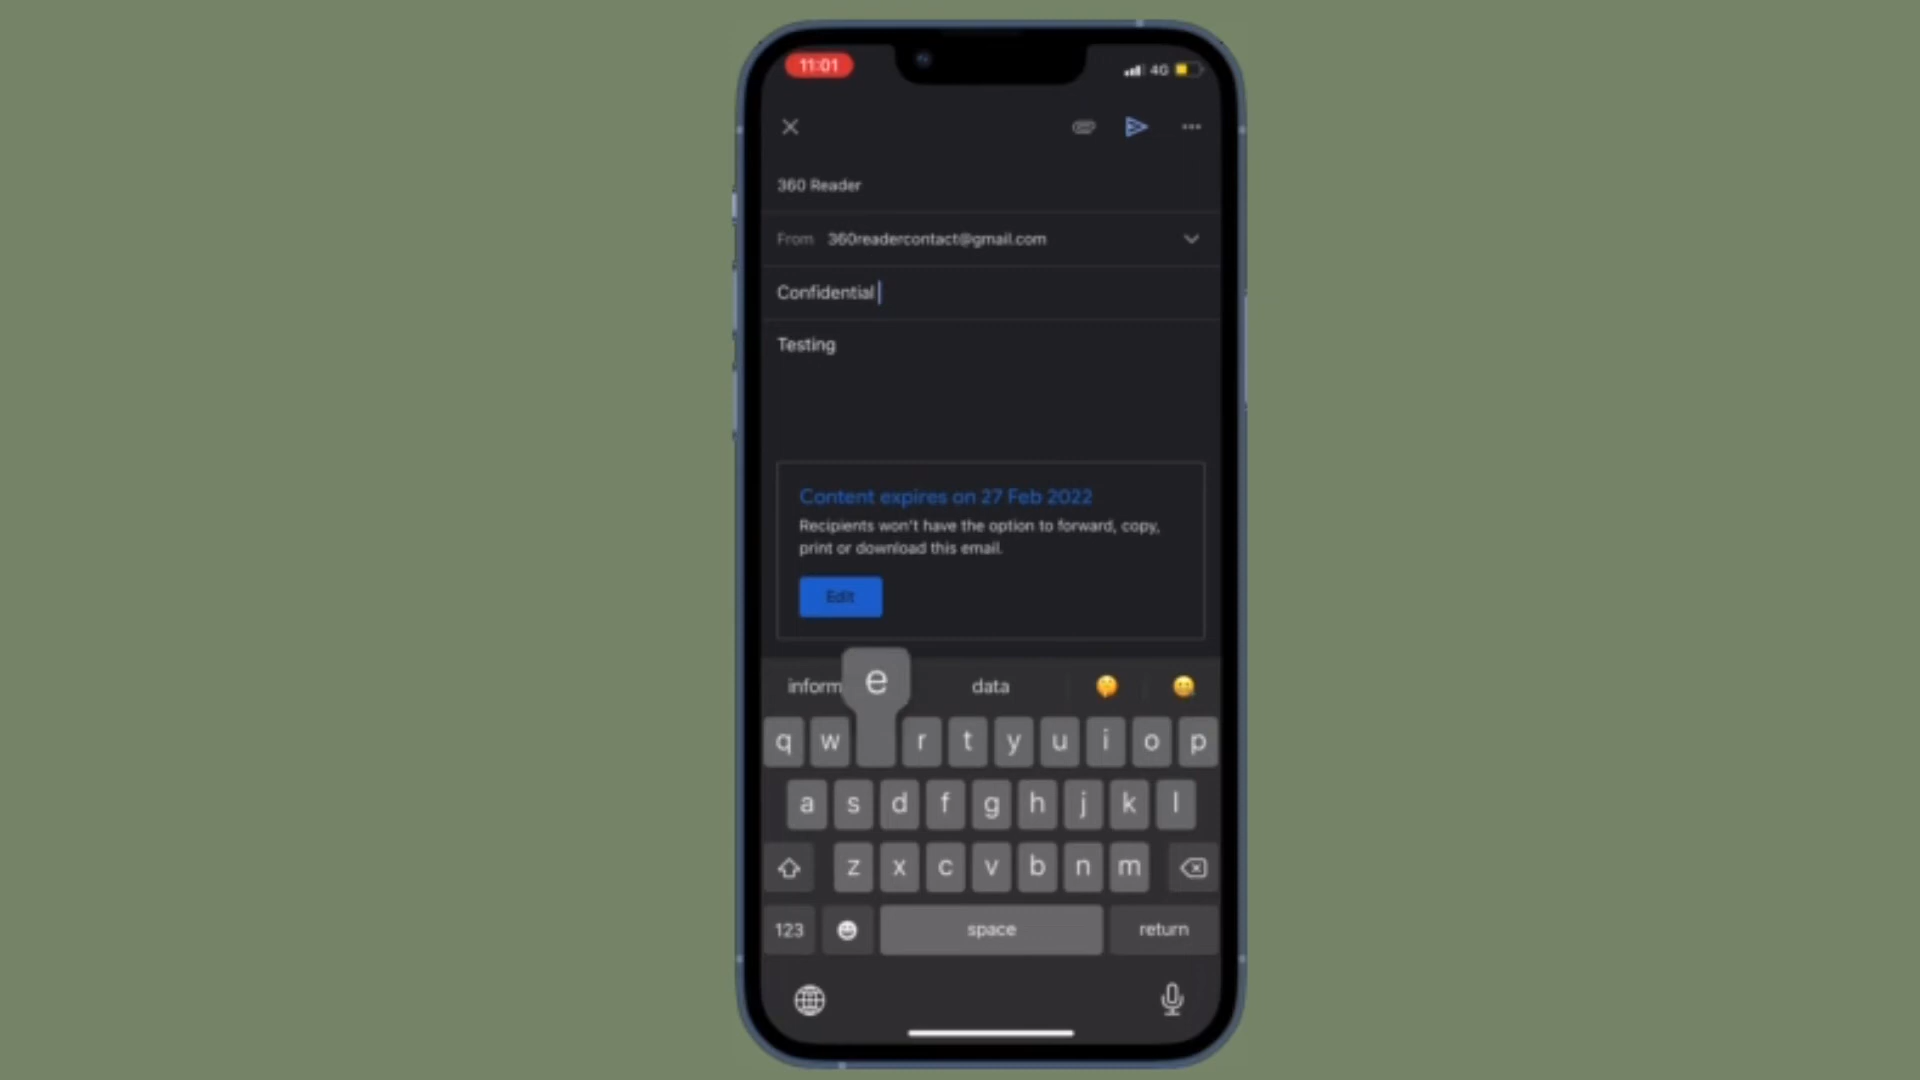 11:01
4G
360 Reader
From 360readercontact@gmail.com
Confidential
Testing
Content expires on 27 Feb 2022
Recipients won't have the option to forward, copy,
print or download this email.
Edit
inform e data
q w r t y u i o p
a s d f g h j k l
z x c v b n m
123 space return